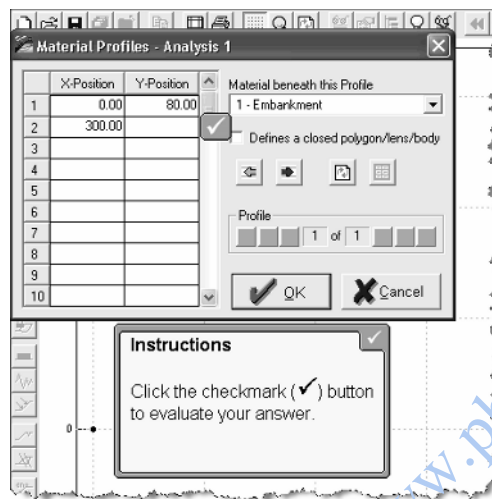 Material Profiles - Analysis 1
X-Position Y-Position
1 0.00 80.00
2 300.00
3
4
5
6
7
8
9
10
Material beneath this Profile
1 - Embankment
Defines a closed polygon/lens/body
Profile
1 of 1
OK
Cancel
Instructions
Click the checkmark (✓) button
to evaluate your answer.
0
www.p